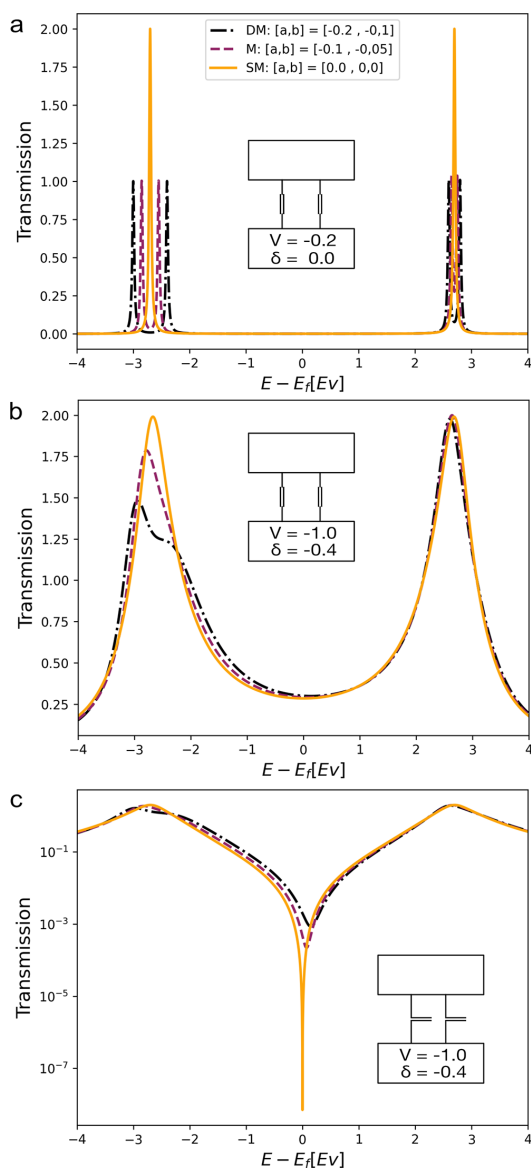 a
DM: [a,b] = [-0.2 , -0,1]
M: [a,b] = [-0.1 , -0,05]
SM: [a,b] = [0.0 , 0,0]
2.00
1.75
1.50
1.25
1.00
0.75
0.50
0.25
0.00
Transmission
V = -0.2
δ = 0.0
−4 −3 −2 −1 0 1 2 3 4
E − E_f[Ev]
b
2.00
1.75
1.50
1.25
1.00
0.75
0.50
0.25
Transmission
V = -1.0
δ = -0.4
−4 −3 −2 −1 0 1 2 3 4
E − E_f[Ev]
c
10⁻¹
10⁻³
10⁻⁵
10⁻⁷
Transmission
V = -1.0
δ = -0.4
−4 −3 −2 −1 0 1 2 3 4
E − E_f[Ev]